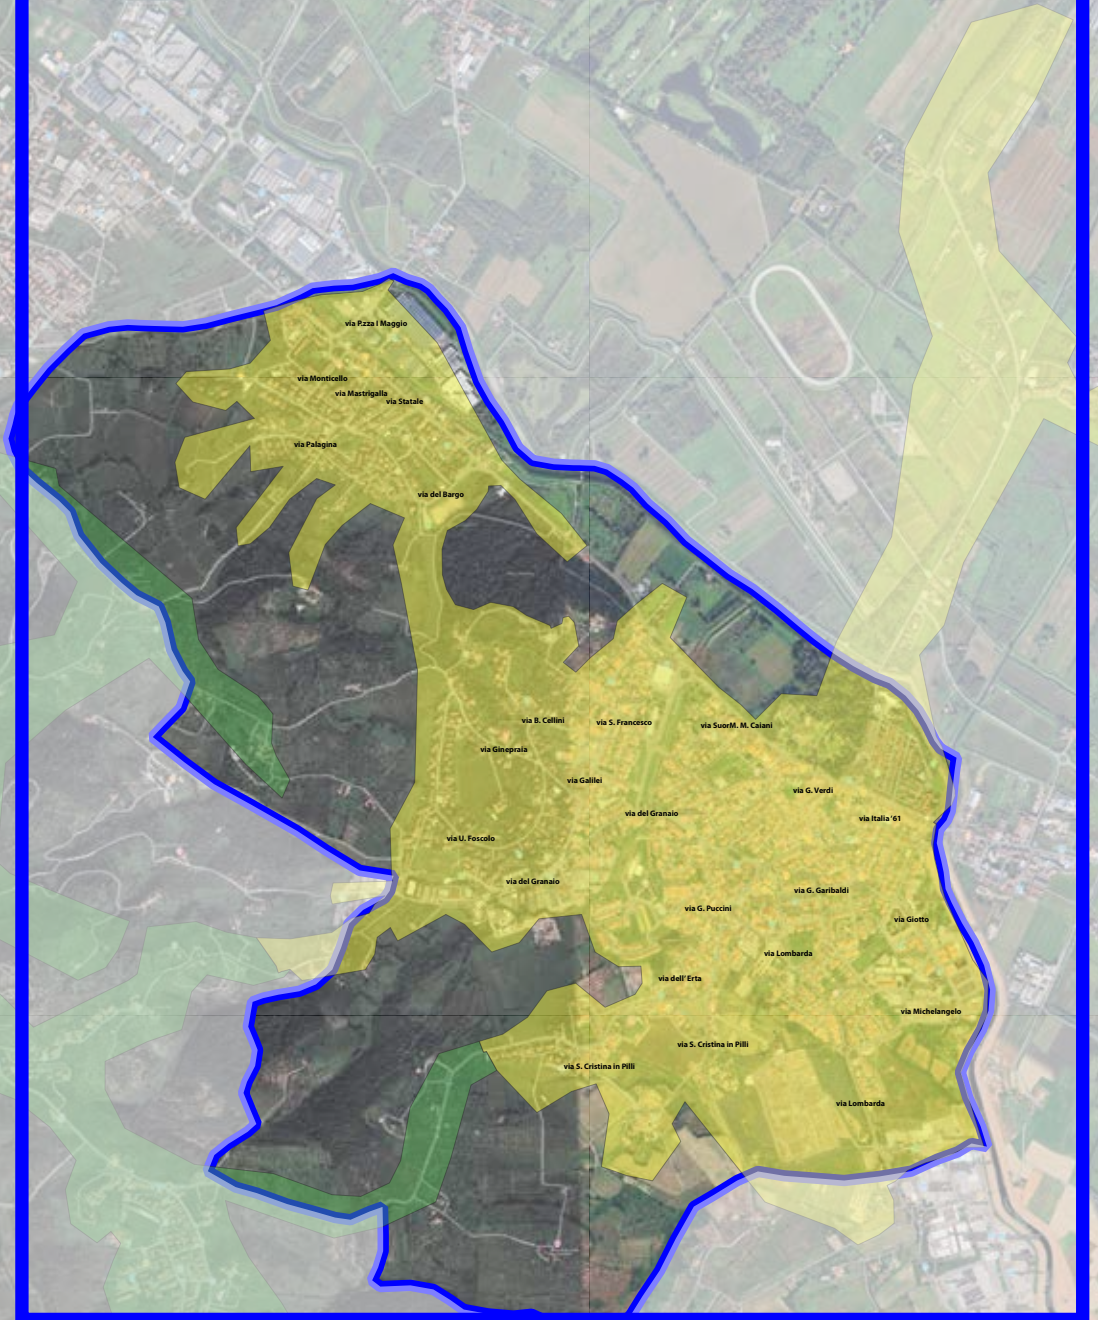 via P.zza I Maggio
via Monticello
via Mastrigalla
via Statale
via Palagina
via del Bargo
via B. Cellini
via S. Francesco
via SuorM. M. Caiani
via Ginepraia
via Galilei
via G. Verdi
via del Granaio
via Italia '61
via U. Foscolo
via del Granaio
via G. Garibaldi
via G. Puccini
via Giotto
via Lombarda
via dell' Erta
via Michelangelo
via S. Cristina in Pilli
via S. Cristina in Pilli
via Lombarda